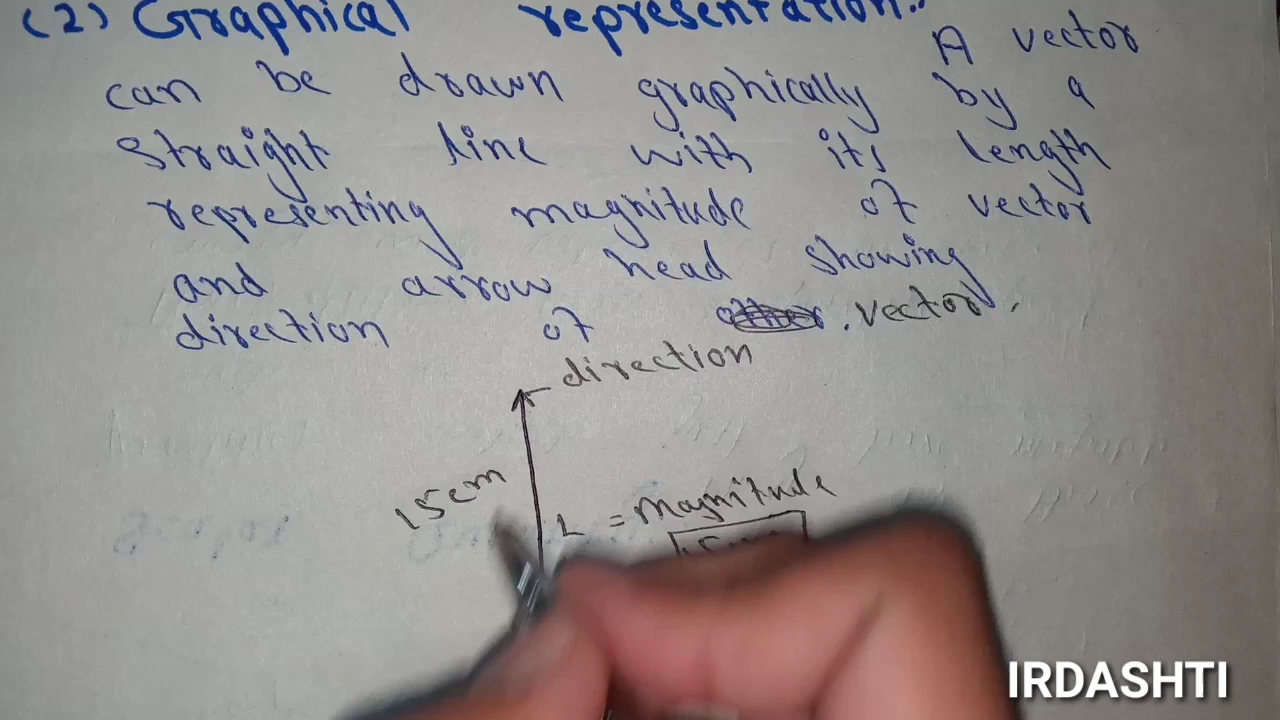 (2) Graphical representation:
A vector
can be drawn graphically by a
straight line with its length
representing magnitude of vector
and arrow head showing
direction of vector.
direction
15cm
L = Magnitude
IRDASHTI